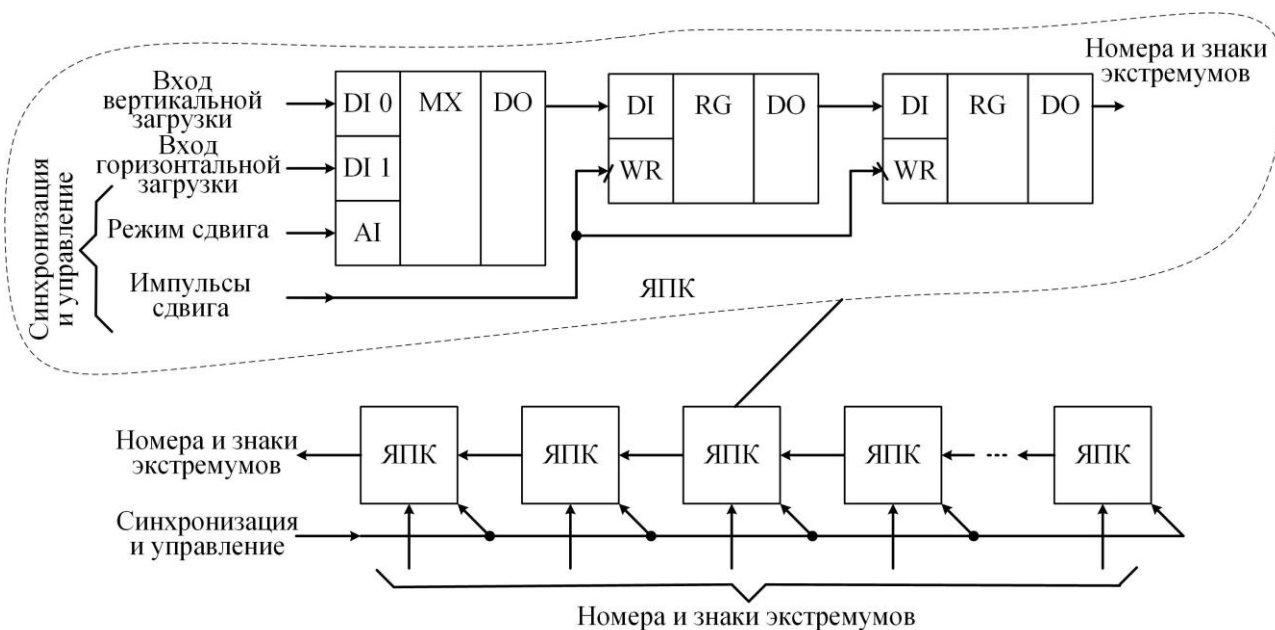 Номера и знаки
экстремумов
Вход
вертикальной
загрузки
DI 0
MX
DO
DI
RG
DO
DI
RG
DO
Вход
горизонтальной
загрузки
DI 1
WR
WR
Синхронизация
и управление
Режим сдвига
AI
Импульсы
сдвига
ЯПК
Номера и знаки
экстремумов
ЯПК
ЯПК
ЯПК
ЯПК
...
ЯПК
Синхронизация
и управление
Номера и знаки экстремумов